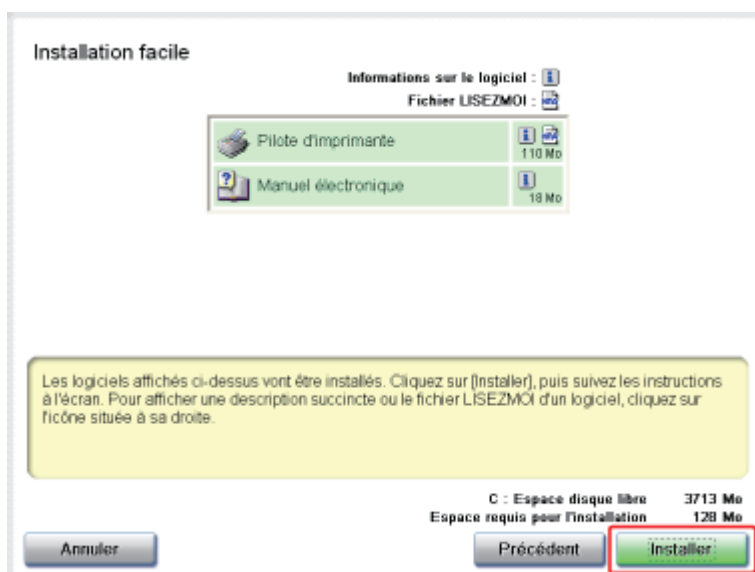 Installation facile
Informations sur le logiciel :
Fichier LISEZMOI :
Pilote d'imprimante
110 Mo
Manuel électronique
18 Mo
Les logiciels affichés ci-dessus vont être installés. Cliquez sur [Installer], puis suivez les instructions
à l'écran. Pour afficher une description succincte ou le fichier LISEZMOI d'un logiciel, cliquez sur
l'icône située à sa droite.
C : Espace disque libre 3713 Mo
Espace requis pour l'installation 128 Mo
Annuler Précédent Installer